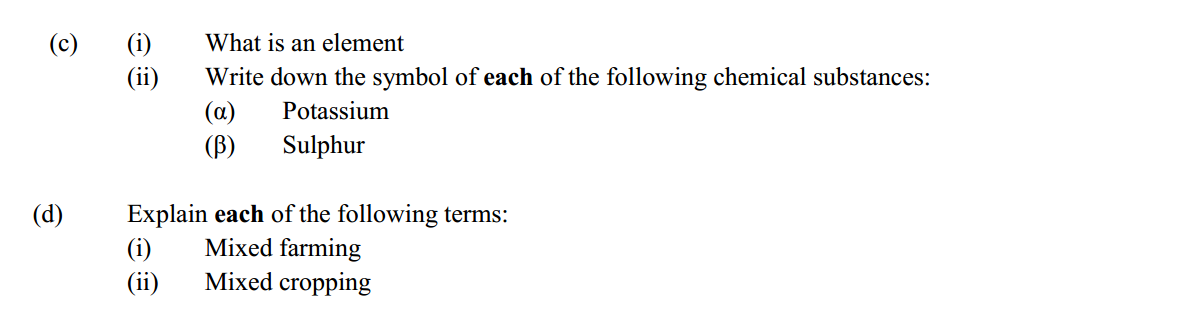 (c) (i) What is an element
(ii) Write down the symbol of each of the following chemical substances:
(α) Potassium
(β) Sulphur
(d) Explain each of the following terms:
(i) Mixed farming
(ii) Mixed cropping